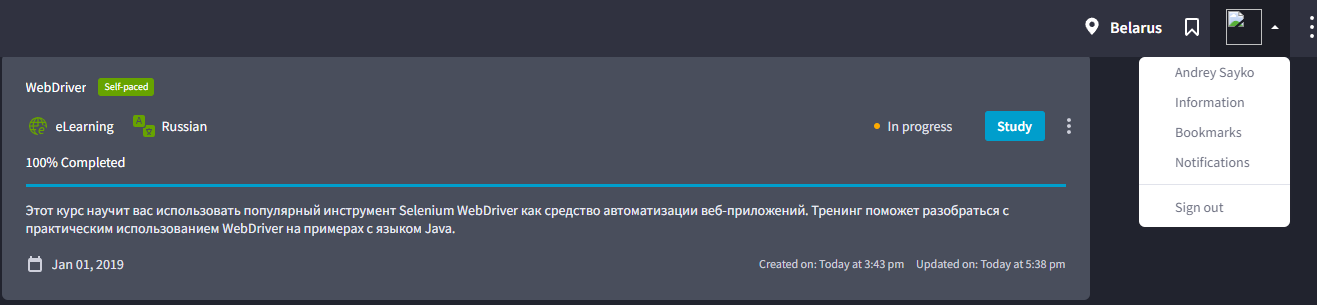 Belarus
Andrey Sayko
Information
Bookmarks
Notifications
Sign out
WebDriver Self-paced
eLearning Russian In progress Study
100% Completed
Этот курс научит вас использовать популярный инструмент Selenium WebDriver как средство автоматизации веб-приложений. Тренинг поможет разобраться с
практическим использованием WebDriver на примерах с языком Java.
Jan 01, 2019 Created on: Today at 3:43 pm Updated on: Today at 5:38 pm